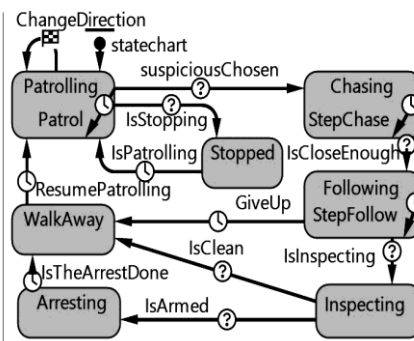 ChangeDirection
statechart
Patrolling
suspiciousChosen
Chasing
Patrol
IsStopping
StepChase
IsPatrolling
Stopped
IsCloseEnough
ResumePatrolling
GiveUp
Following
WalkAway
StepFollow
IsClean
IsInspecting
IsTheArrestDone
Arresting
IsArmed
Inspecting